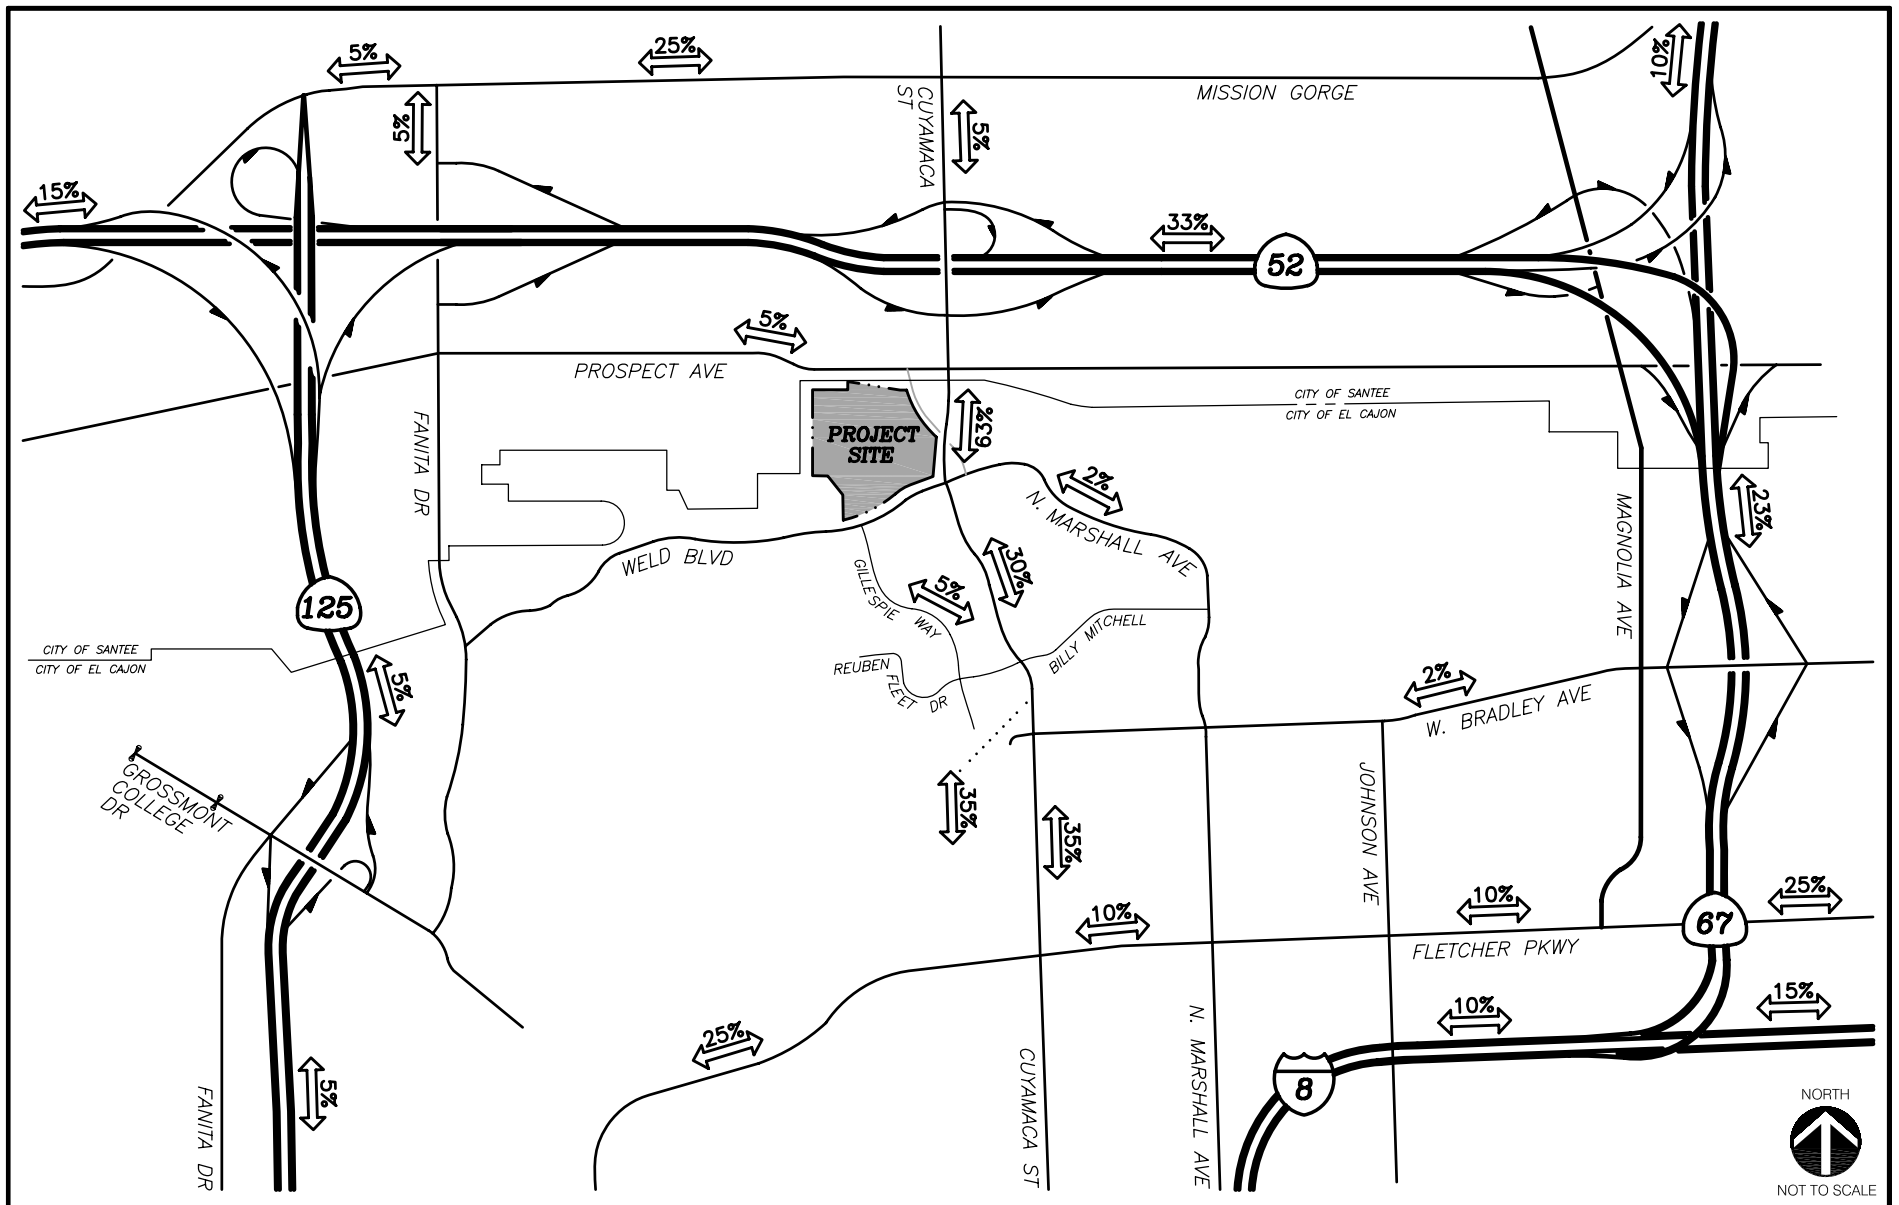 5%
25%
10%
CUYAMACA
ST
MISSION GORGE
5%
5%
15%
33%
52
5%
PROSPECT AVE
CITY OF SANTEE
CITY OF EL CAJON
FANITA DR
PROJECT
SITE
63%
2%
N. MARSHALL AVE
MAGNOLIA AVE
23%
WELD BLVD
30%
GILLESPIE WAY
5%
125
BILLY MITCHELL
CITY OF SANTEE
CITY OF EL CAJON
REUBEN
FLEET
DR
5%
2%
W. BRADLEY AVE
GROSSMONT
COLLEGE
DR
35%
35%
JOHNSON AVE
10%
10%
25%
67
FLETCHER PKWY
10%
15%
25%
N. MARSHALL AVE
CUYAMACA ST
8
5%
FANITA DR
NORTH
NOT TO SCALE